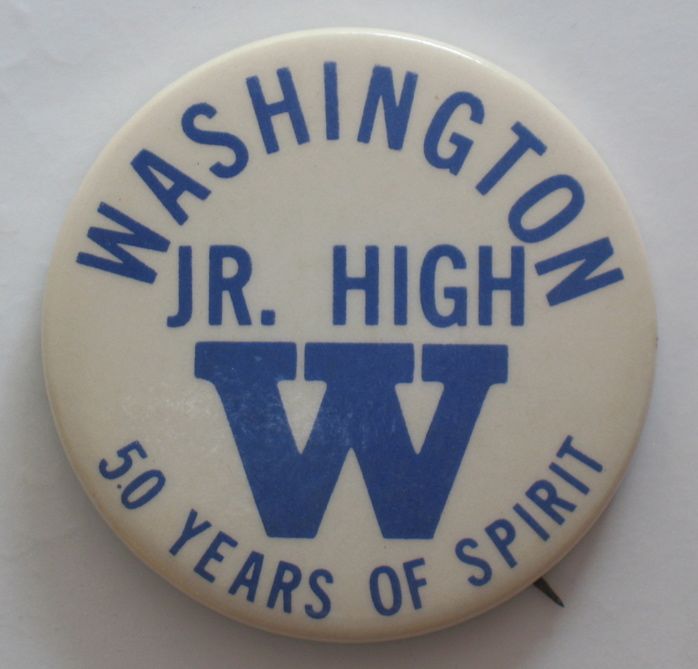 WASHINGTON
JR. HIGH
W
50 YEARS OF SPIRIT